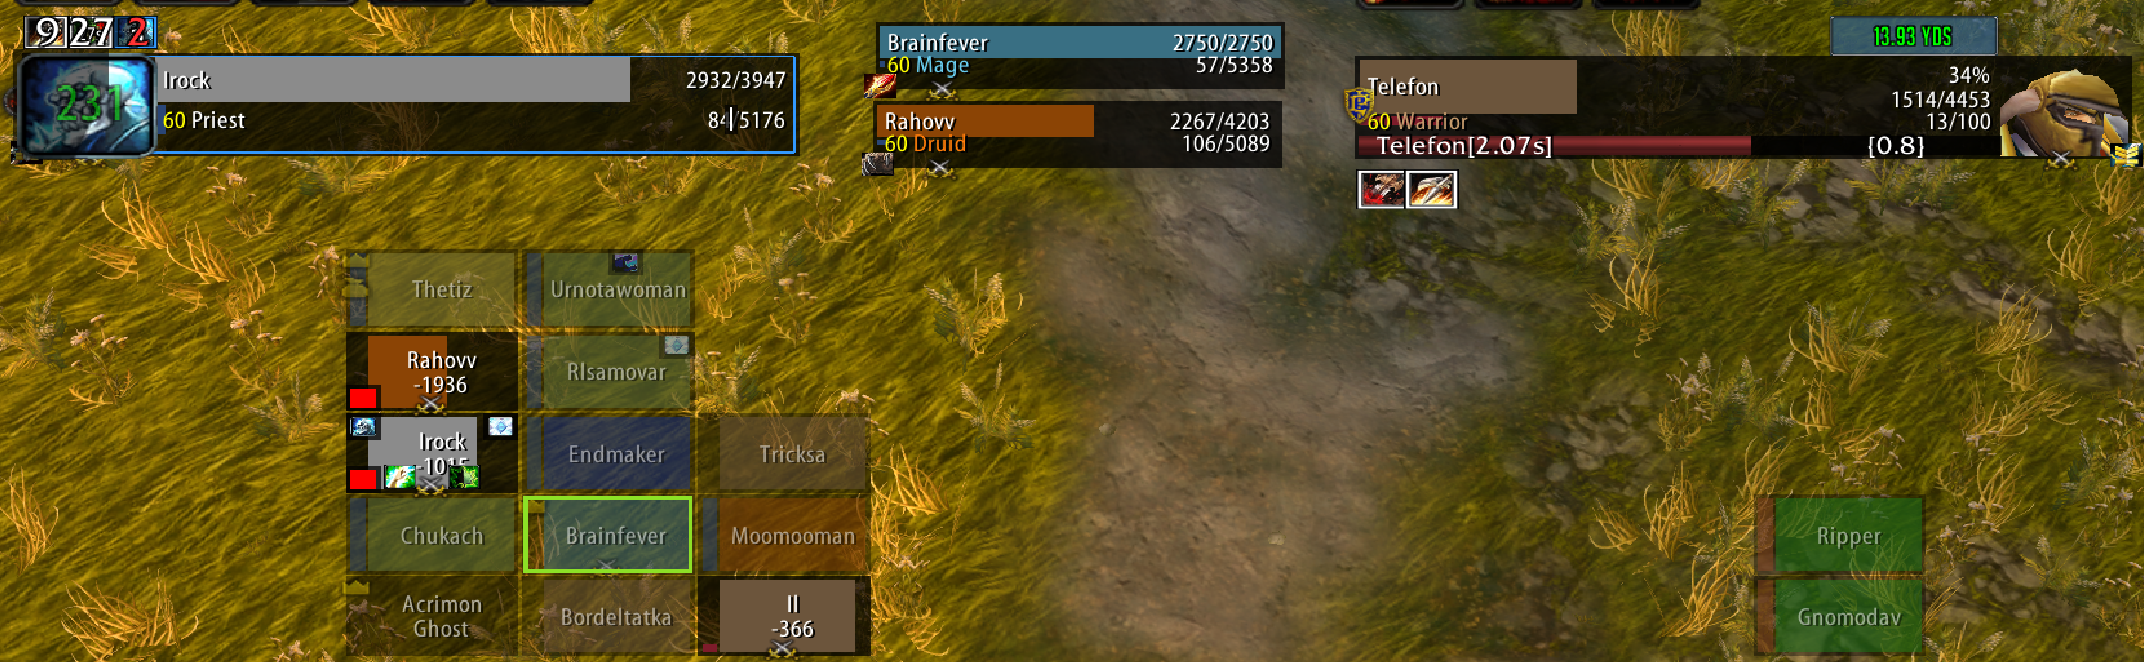 9 27 2
231
Irock
2932/3947
60 Priest
/5176
Brainfever
2750/2750
60 Mage
57/5358
Rahovv
2267/4203
60 Druid
106/5089
13.93 YDS
Telefon
34%
1514/4453
60 Warrior
13/100
Telefon[2.07s]
{0.8}
Thetiz
Urnotawoman
Rahovv
-1936
Rlsamovar
Irock
-1015
Endmaker
Tricksa
Chukach
Brainfever
Moomooman
Ripper
Acrimon
Ghost
Bordeltatka
ll
-366
Gnomodav